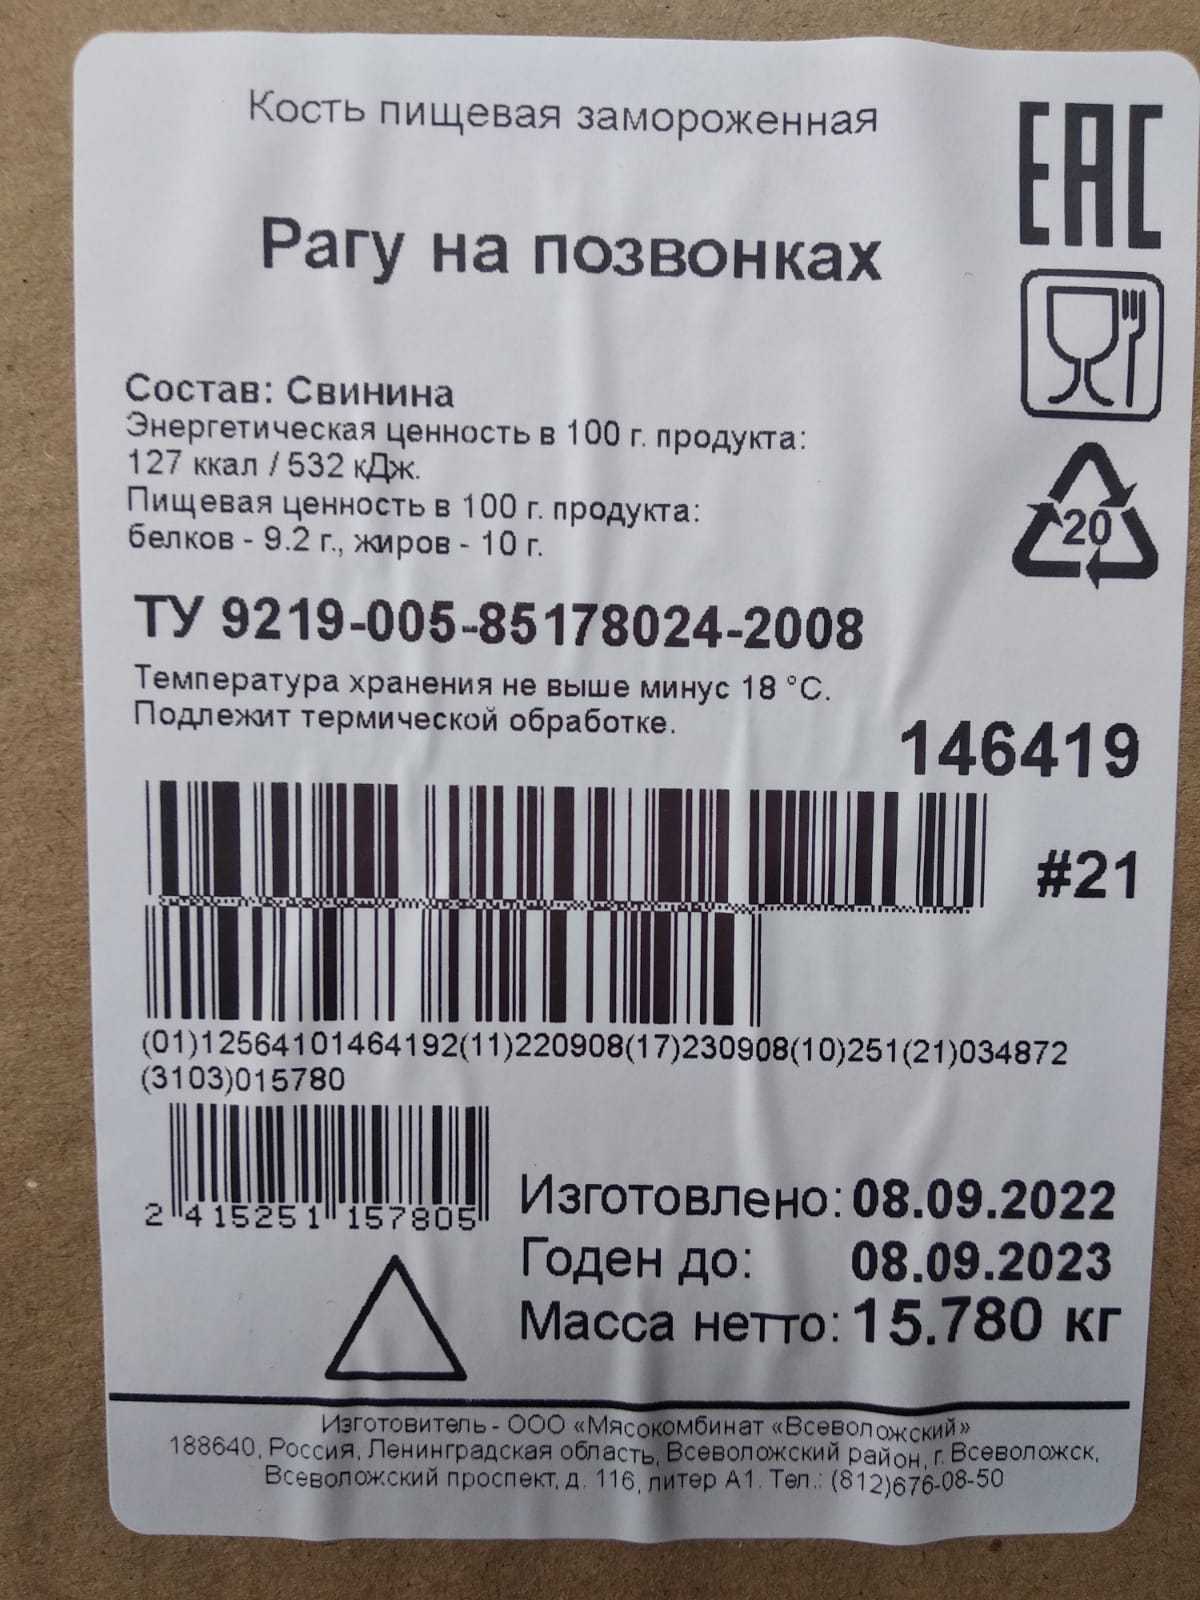 Кость пищевая замороженная
EAC
Рагу на позвонках
Состав: Свинина
Энергетическая ценность в 100 г. продукта:
127 ккал / 532 кДж.
Пищевая ценность в 100 г. продукта:
белков - 9.2 г., жиров - 10 г.
20
ТУ 9219-005-85178024-2008
Температура хранения не выше минус 18 °С.
Подлежит термической обработке.
146419
#21
(01)12564101464192(11)220908(17)230908(10)251(21)034872
(3103)015780
2 415251 157805
Изготовлено: 08.09.2022
Годен до: 08.09.2023
Масса нетто: 15.780 кг
Изготовитель - ООО «Мясокомбинат «Всеволожский»
188640, Россия, Ленинградская область, Всеволожский район, г. Всеволожск,
Всеволожский проспект, д. 116, литер А1. Тел.: (812)676-08-50